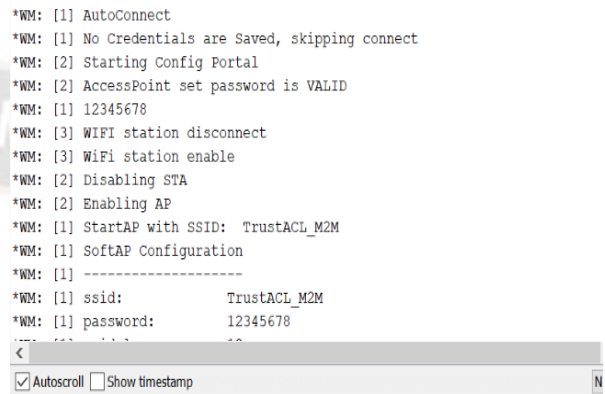 *WM: [1] AutoConnect
*WM: [1] No Credentials are Saved, skipping connect
*WM: [2] Starting Config Portal
*WM: [2] AccessPoint set password is VALID
*WM: [1] 12345678
*WM: [3] WIFI station disconnect
*WM: [3] WiFi station enable
*WM: [2] Disabling STA
*WM: [2] Enabling AP
*WM: [1] StartAP with SSID:  TrustACL_M2M
*WM: [1] SoftAP Configuration
*WM: [1] --------------------
*WM: [1] ssid:             TrustACL_M2M
*WM: [1] password:         12345678
Autoscroll Show timestamp N